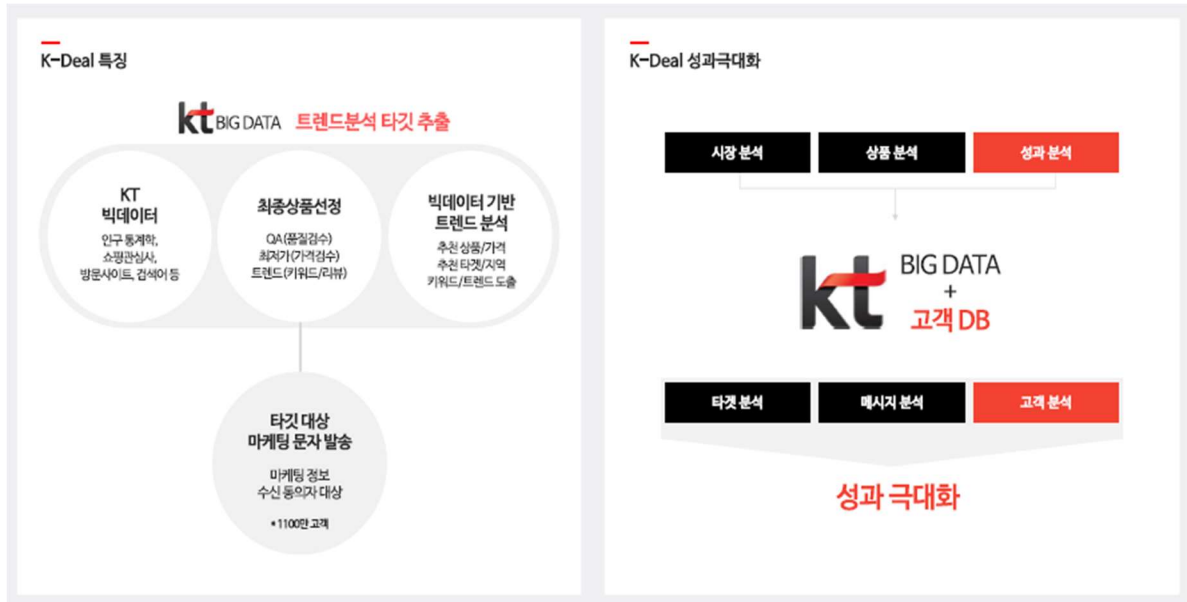 K-Deal 특징
kt BIG DATA 트렌드분석 타깃 추출
KT
빅데이터
인구 통계학,
쇼핑관심사,
방문사이트, 검색어 등
최종상품선정
QA(품질검수)
최저가(가격검수)
트렌드(키워드/리뷰)
빅데이터 기반
트렌드 분석
추천 상품/가격
추천 타겟/지역
키워드/트렌드 도출
타깃 대상
마케팅 문자 발송
마케팅 정보
수신 동의자 대상
*1100만 고객
K-Deal 성과극대화
시장 분석
상품 분석
성과 분석
kt BIG DATA
+
고객 DB
타겟 분석
메시지 분석
고객 분석
성과 극대화